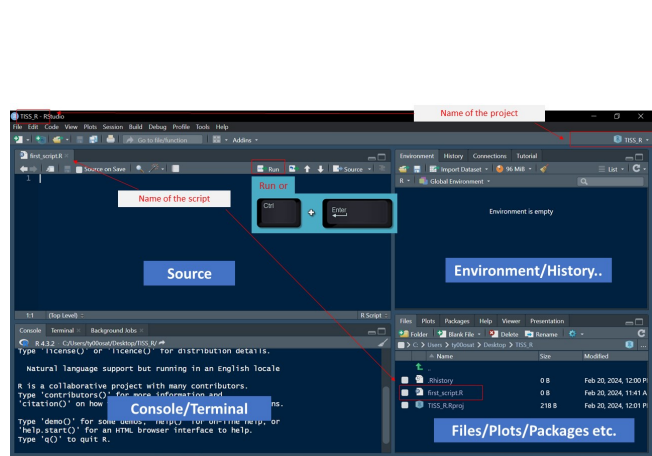 TISS_R - RStudio
Name of the project
File Edit Code View Plots Session Build Debug Profile Tools Help
Go to file/function
Addins
TISS_R
first_script.R
Source on Save
Run
Source
Run or
Ctrl
Enter
1
Name of the script
Source
1:1 (Top Level) R Script
Environment History Connections Tutorial
Import Dataset 96 MiB List
R Global Environment
Environment is empty
Environment/History..
Console Terminal Background Jobs
R 4.3.2 C:/Users/ty00osat/Desktop/TISS_R/
Type 'license()' or 'licence()' for distribution details.
Natural language support but running in an English locale
R is a collaborative project with many contributors.
Type 'contributors()' for more information and
'citation()' on how
ns.
Console/Terminal
Type 'demo()' for some demos, 'help()' for on-line help, or
'help.start()' for an HTML browser interface to help.
Type 'q()' to quit R.
Files Plots Packages Help Viewer Presentation
Folder Blank File Delete Rename
C: Users ty00osat Desktop TISS_R
Name Size Modified
..
.Rhistory 0 B Feb 20, 2024, 12:00 P
first_script.R 0 B Feb 20, 2024, 11:41 A
TISS_R.Rproj 218 B Feb 20, 2024, 12:01 P
Files/Plots/Packages etc.